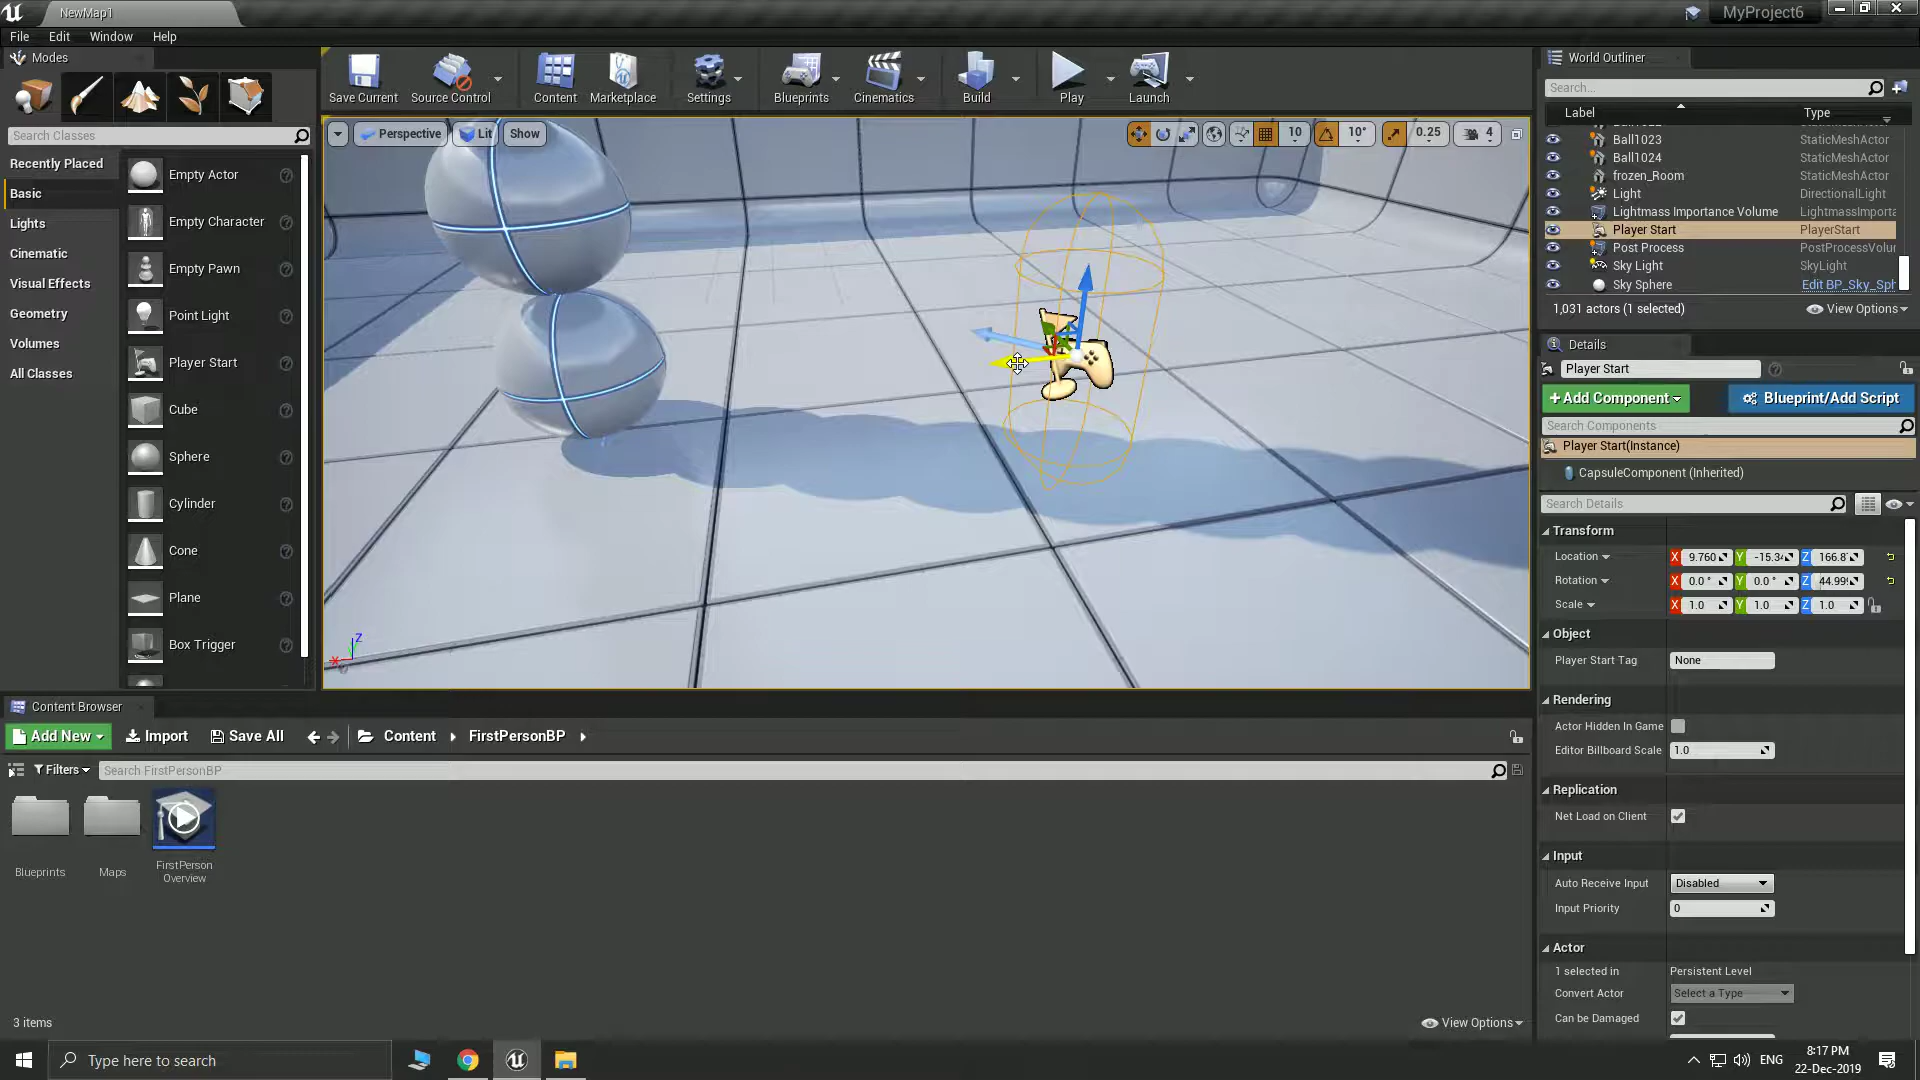 NewMap1
MyProject6
File Edit Window Help
Modes
Search Classes
Recently Placed
Basic
Lights
Cinematic
Visual Effects
Geometry
Volumes
All Classes
Empty Actor
Empty Character
Empty Pawn
Point Light
Player Start
Cube
Sphere
Cylinder
Cone
Plane
Box Trigger
Save Current Source Control Content Marketplace Settings Blueprints Cinematics Build Play Launch
Perspective Lit Show 10 10° 0.25 4
Z
World Outliner
Search...
Label Type
Ball1023 StaticMeshActor
Ball1024 StaticMeshActor
frozen_Room StaticMeshActor
Light DirectionalLight
Lightmass Importance Volume LightmassImporta
Player Start PlayerStart
Post Process PostProcessVolu
Sky Light SkyLight
Sky Sphere Edit BP_Sky_Sph
1,031 actors (1 selected) View Options
Details
Player Start
+Add Component Blueprint/Add Script
Search Components
Player Start(Instance)
CapsuleComponent (Inherited)
Search Details
Transform
Location X 9.760 Y -15.34 Z 166.8
Rotation X 0.0 ° Y 0.0 ° Z 44.99
Scale X 1.0 Y 1.0 Z 1.0
Object
Player Start Tag None
Rendering
Actor Hidden In Game
Editor Billboard Scale 1.0
Replication
Net Load on Client
Input
Auto Receive Input Disabled
Input Priority 0
Actor
1 selected in Persistent Level
Convert Actor Select a Type
Can be Damaged
Content Browser
Add New Import Save All Content FirstPersonBP
Filters Search FirstPersonBP
Blueprints
Maps
FirstPerson
Overview
3 items View Options
Type here to search
ENG
8:17 PM
22-Dec-2019